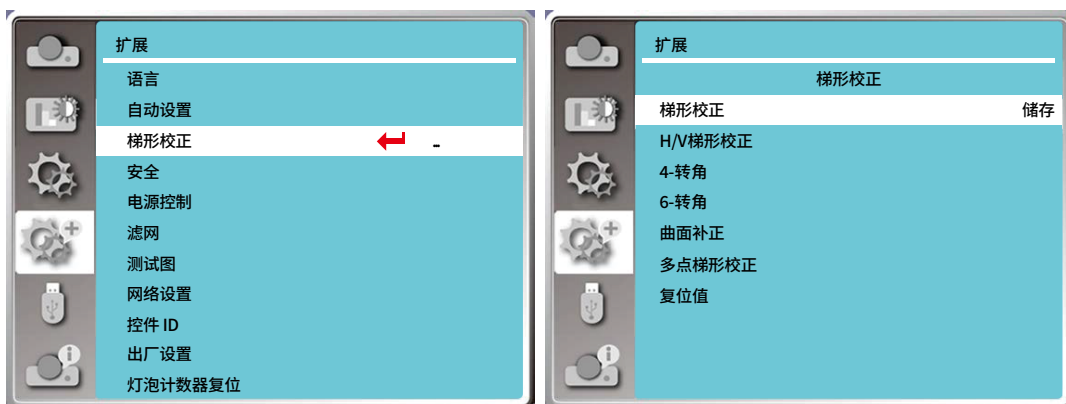 扩展
语言
自动设置
梯形校正
安全
电源控制
滤网
测试图
网络设置
控件 ID
出厂设置
灯泡计数器复位
扩展
梯形校正
梯形校正 储存
H/V梯形校正
4-转角
6-转角
曲面补正
多点梯形校正
复位值